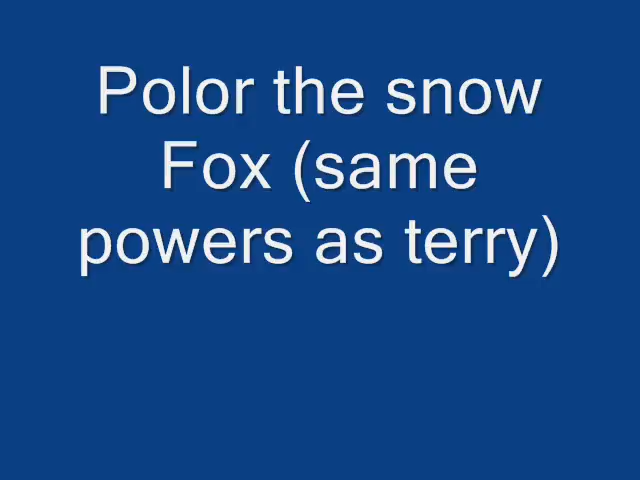 Polor the snow
Fox (same
powers as terry)